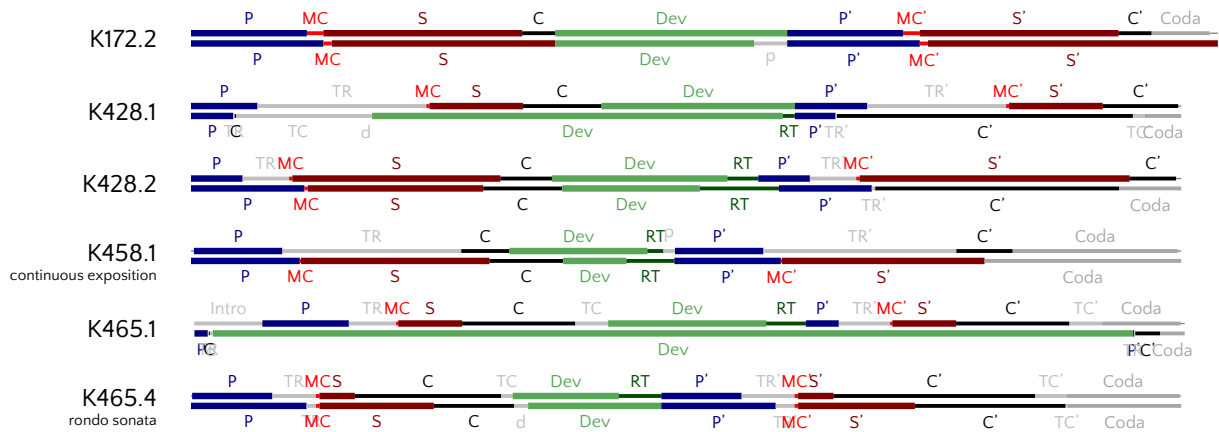 P MC S C Dev P' MC' S' C' Coda
K172.2
P MC S Dev p P' MC' S'
P TR MC S C Dev P' TR' MC' S' C'
K428.1
P TR C TC d Dev RT P' TR' C' TC Coda
P TR MC S C Dev RT P' TR' MC' S' C'
K428.2
P MC S C Dev RT P' TR' C' Coda
P TR C Dev RT p P' TR' C' Coda
K458.1
continuous exposition
P MC S C Dev RT P' MC' S' Coda
Intro P TR MC S C TC Dev RT P' TR' MC' S' C' TC' Coda
K465.1
P TR C Dev TR' P' C' Coda
P TR MC S C TC Dev RT P' TR' MC' S' C' TC' Coda
K465.4
rondo sonata
P MC S C d Dev P' MC' S' C' Coda